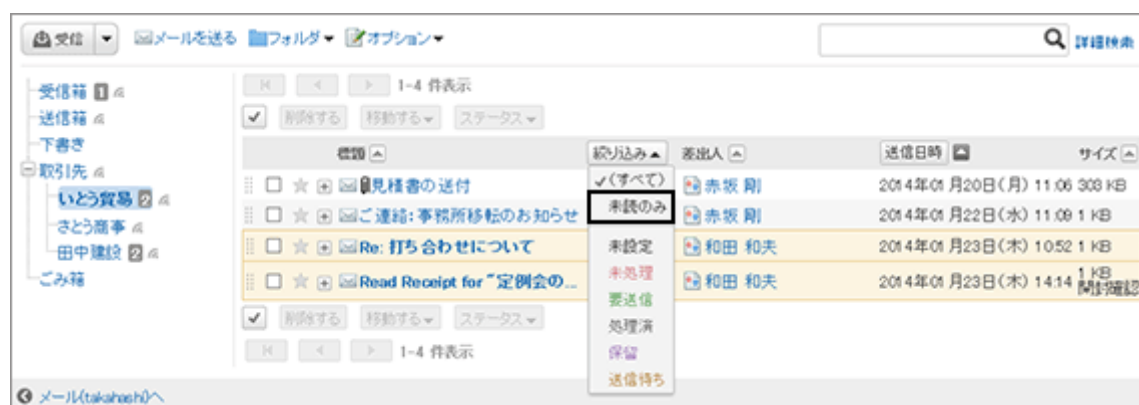 受信 メールを送る フォルダ オプション 詳細検索
受信箱 1
送信箱
下書き
取引先
いとう貿易 2
さとう商事
田中建設 2
ごみ箱
1-4 件表示
削除する 移動する ステータス
標題 絞り込み 差出人 送信日時 サイズ
見積書の送付 赤坂 剛 2014年01月20日(月) 11:06 303 KB
ご連絡:事務所移転のお知らせ 赤坂 剛 2014年01月22日(水) 11:09 1 KB
Re: 打ち合わせについて 和田 和夫 2014年01月23日(木) 10:52 1 KB
Read Receipt for "定例会の... 和田 和夫 2014年01月23日(木) 14:14 1 KB
開封確認
(すべて)
未読のみ
未設定
未処理
要送信
処理済
保留
送信待ち
削除する 移動する ステータス
1-4 件表示
メール(takahashi)へ